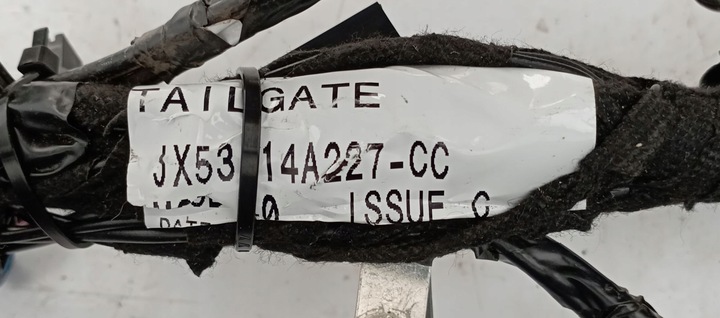 TAILGATE
JX53 14A227-CC
ISSUE C